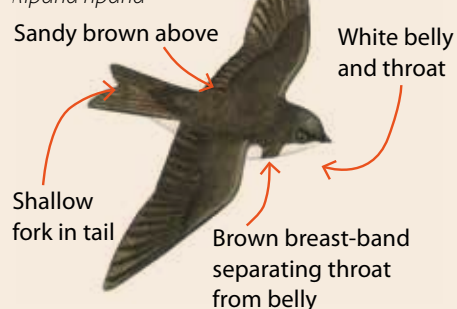 Sandy brown above
White belly
and throat
Shallow
fork in tail
Brown breast-band
separating throat
from belly